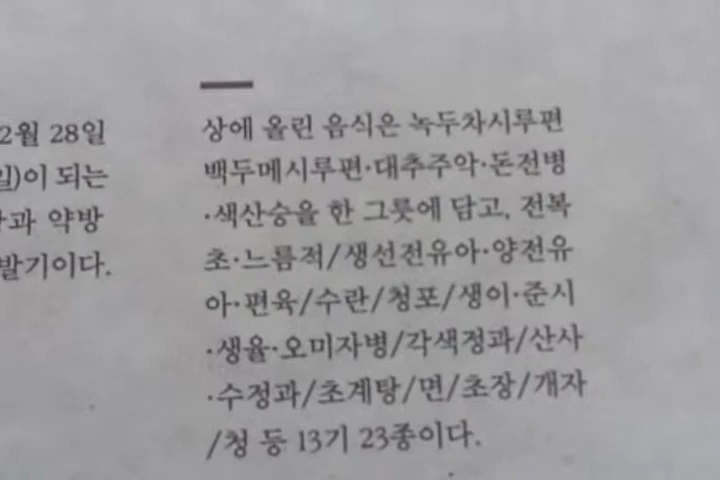 2월 28일
일)이 되는
과 약방
발기이다.
상에 올린 음식은 녹두차시루편
백두메시루편·대추주악·돈전병
·색산승을 한 그릇에 담고, 전복
초·느름적/생선전유아·양전유
아·편육/수란/청포/생이·준시
·생율·오미자병/각색정과/산사
·수정과/초계탕/면/초장/개자
/청 등 13기 23종이다.